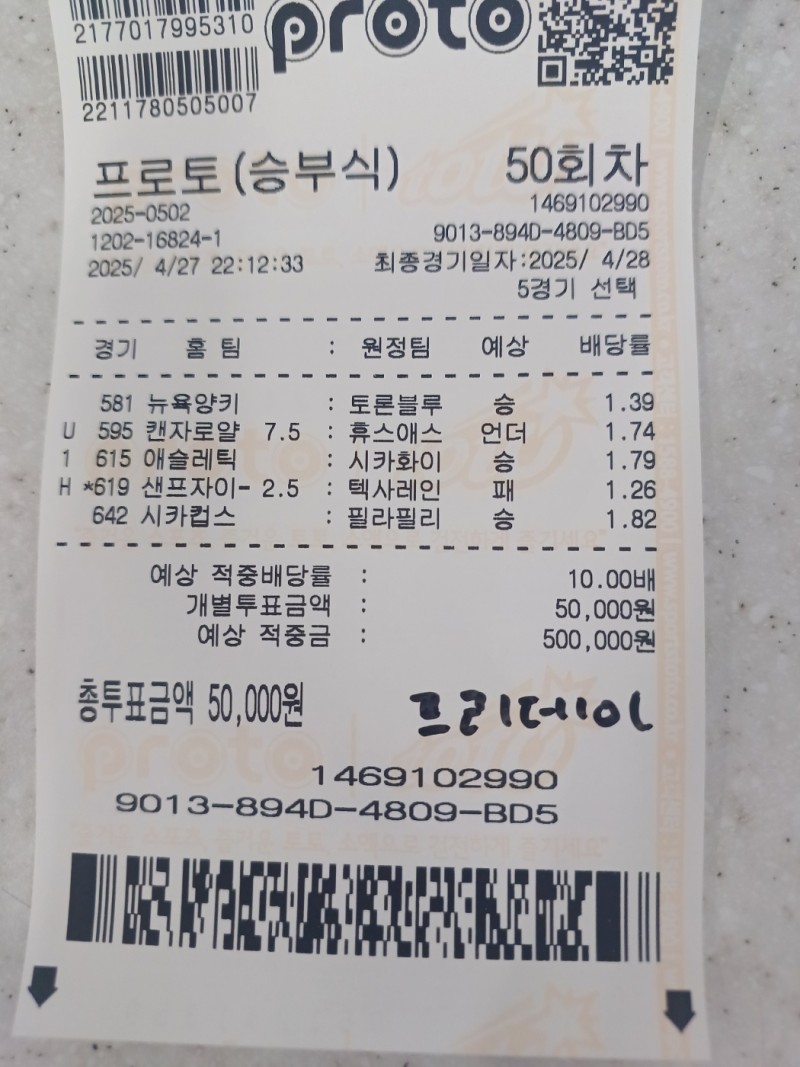 2177017995310
proto
2211780505007
프로토(승부식) 50회차
2025-0502 1469102990
1202-16824-1 9013-894D-4809-BD5
2025/ 4/27 22:12:33 최종경기일자:2025/ 4/28
5경기 선택
경기 홈 팀 : 원정팀 예상 배당률
581 뉴욕양키 : 토론블루 승 1.39
U 595 캔자로얄 7.5 : 휴스애스 언더 1.74
1 615 애슬레틱 : 시카화이 승 1.79
H *619 샌프자이- 2.5 : 텍사레인 패 1.26
642 시카컵스 : 필라필리 승 1.82
예상 적중배당률 : 10.00배
개별투표금액 : 50,000원
예상 적중금 : 500,000원
총투표금액 50,000원 프리데이
1469102990
9013-894D-4809-BD5